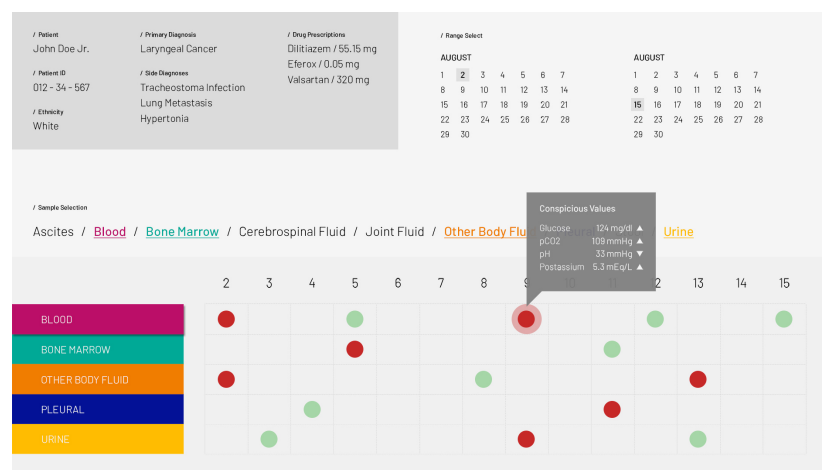 / Patient
John Doe Jr.
/ Patient ID
012 - 34 - 567
/ Ethnicity
White
/ Primary Diagnosis
Laryngeal Cancer
/ Side Diagnoses
Tracheostoma Infection
Lung Metastasis
Hypertonia
/ Drug Prescriptions
Dilitiazem / 55.15 mg
Eferox / 0.05 mg
Valsartan / 320 mg
/ Range Select
AUGUST
1 2 3 4 5 6 7
8 9 10 11 12 13 14
15 16 17 18 19 20 21
22 23 24 25 26 27 28
29 30
AUGUST
1 2 3 4 5 6 7
8 9 10 11 12 13 14
15 16 17 18 19 20 21
22 23 24 25 26 27 28
29 30
/ Sample Selection
Ascites / Blood / Bone Marrow / Cerebrospinal Fluid / Joint Fluid / Other Body Flu / Urine
Conspicious Values
Glucose 124 mg/dl ▲
pCO2 109 mmHg ▲
pH 33 mmHg ▼
Postassium 5.3 mEq/L ▲
2 3 4 5 6 7 8 9 10 11 12 13 14 15
BLOOD
BONE MARROW
OTHER BODY FLUID
PLEURAL
URINE